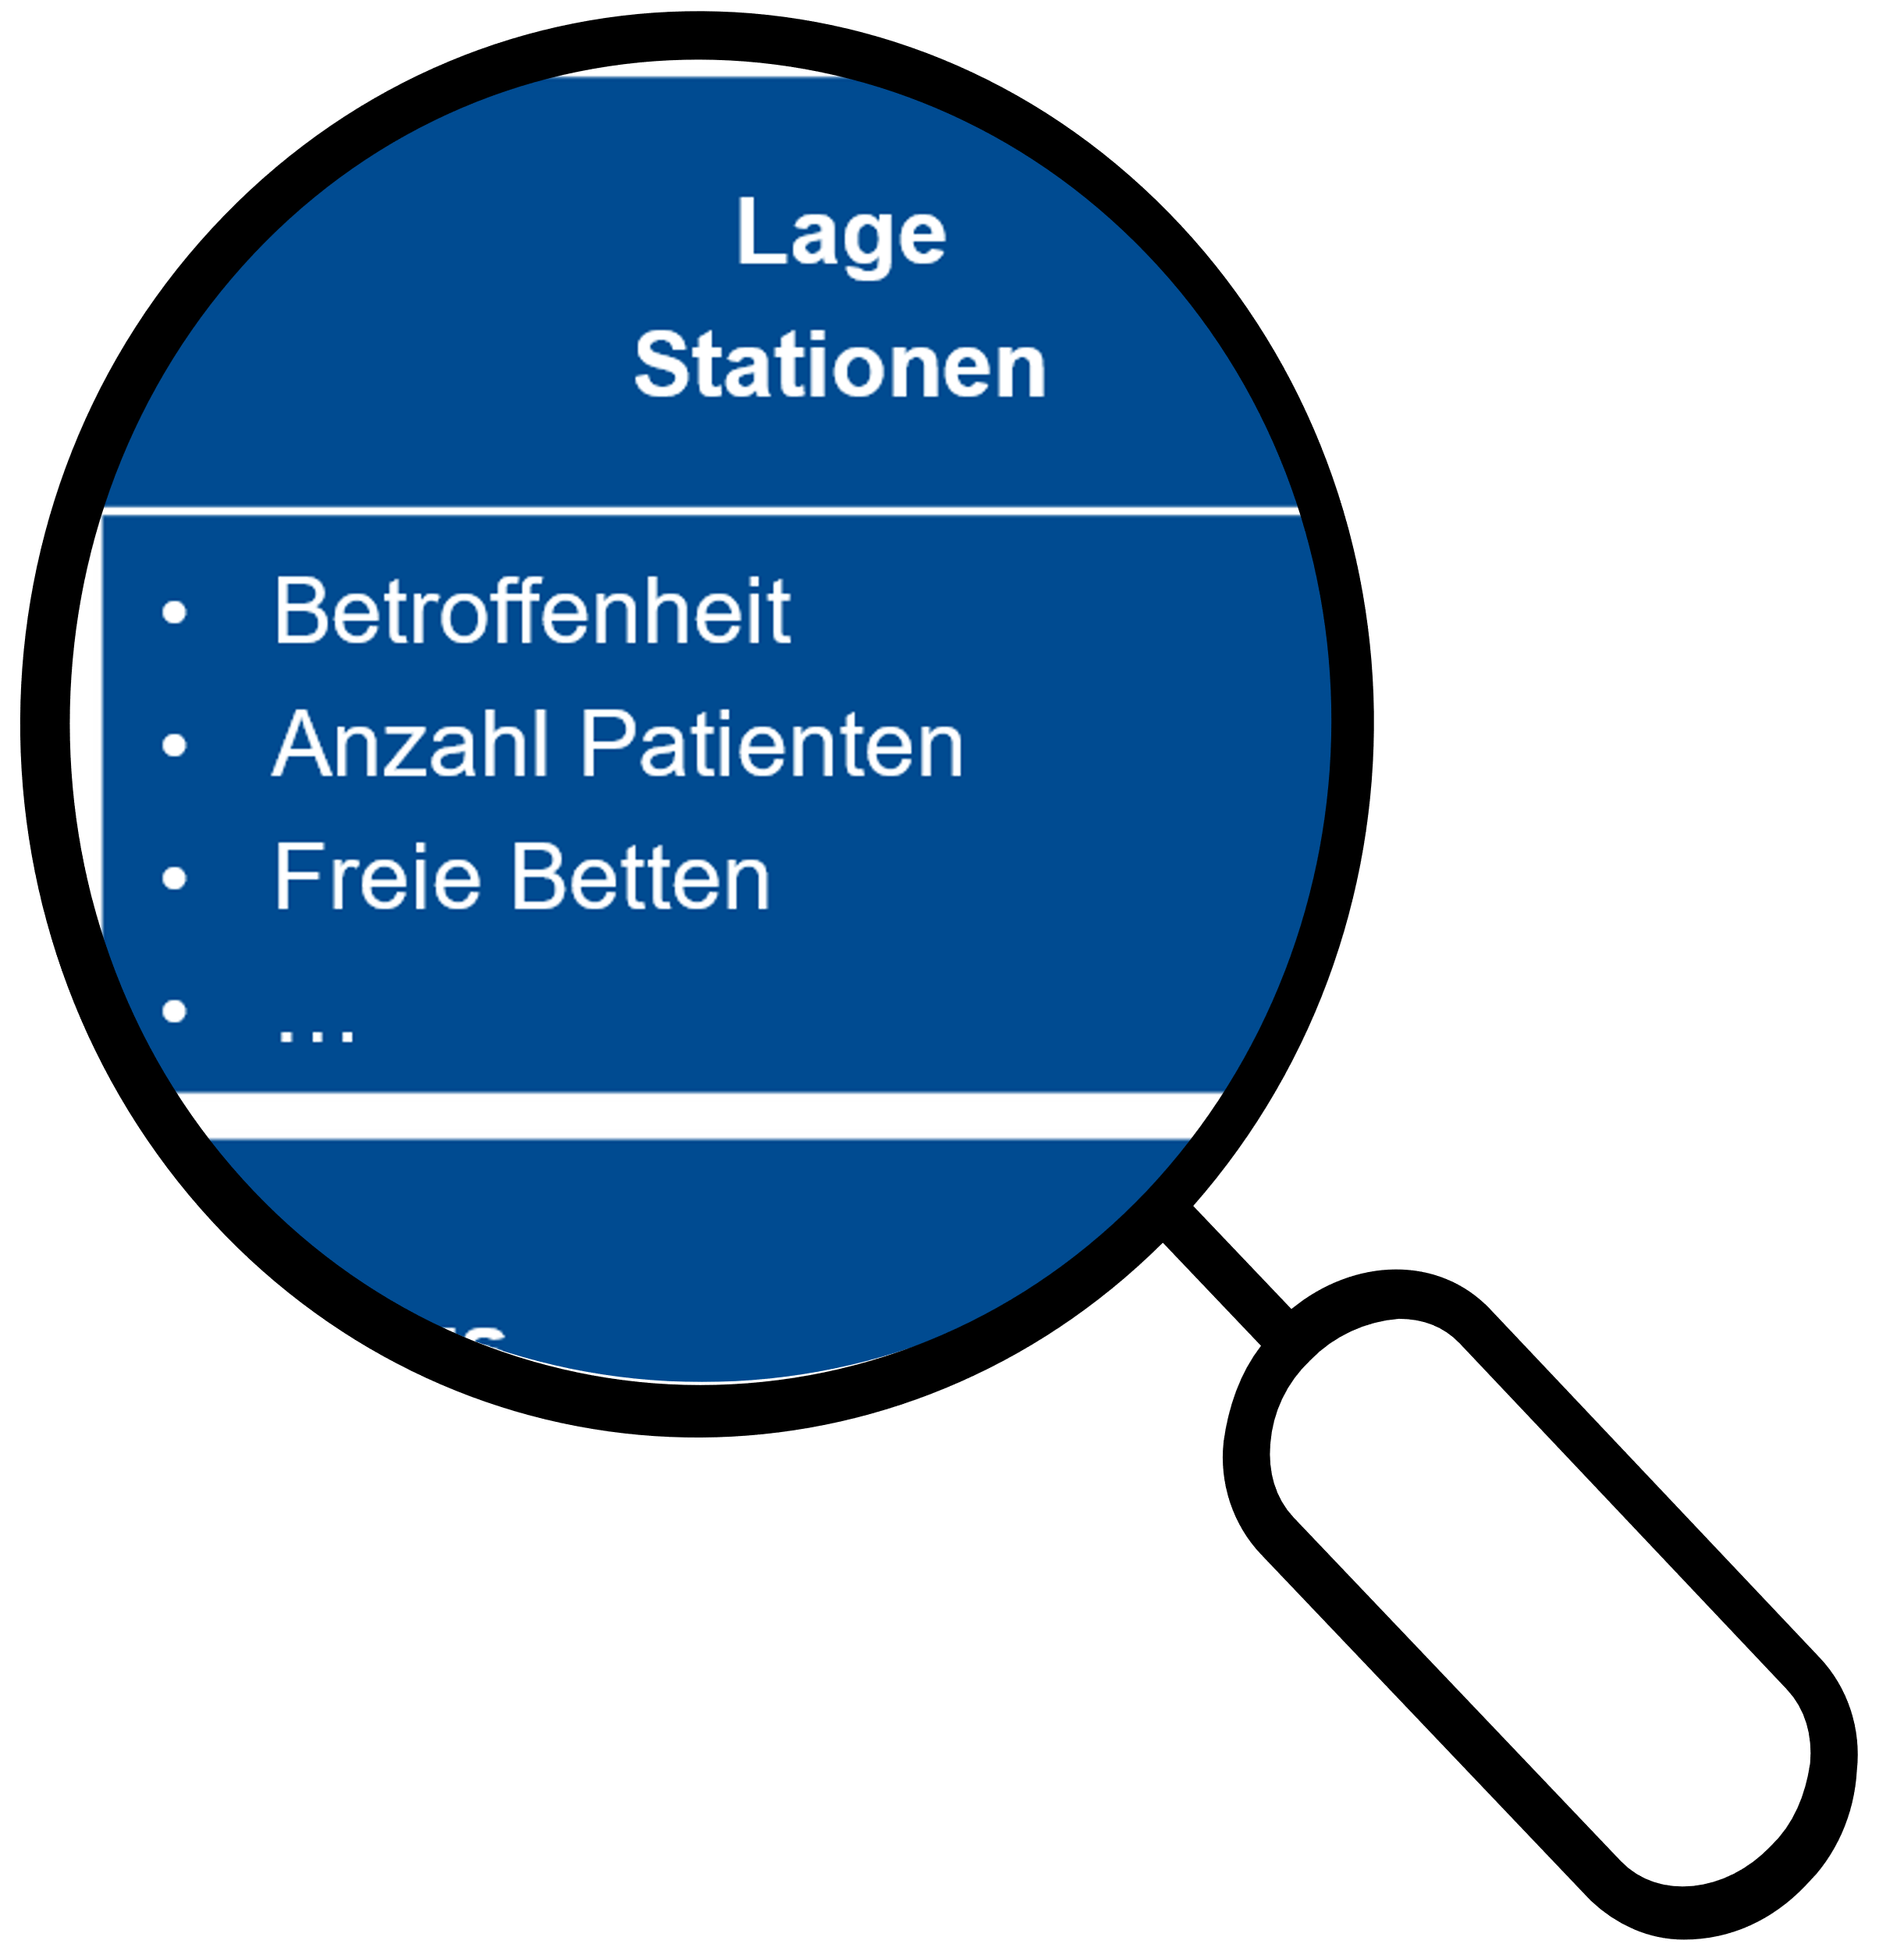 Lage
Stationen
• Betroffenheit
• Anzahl Patienten
• Freie Betten
• ...